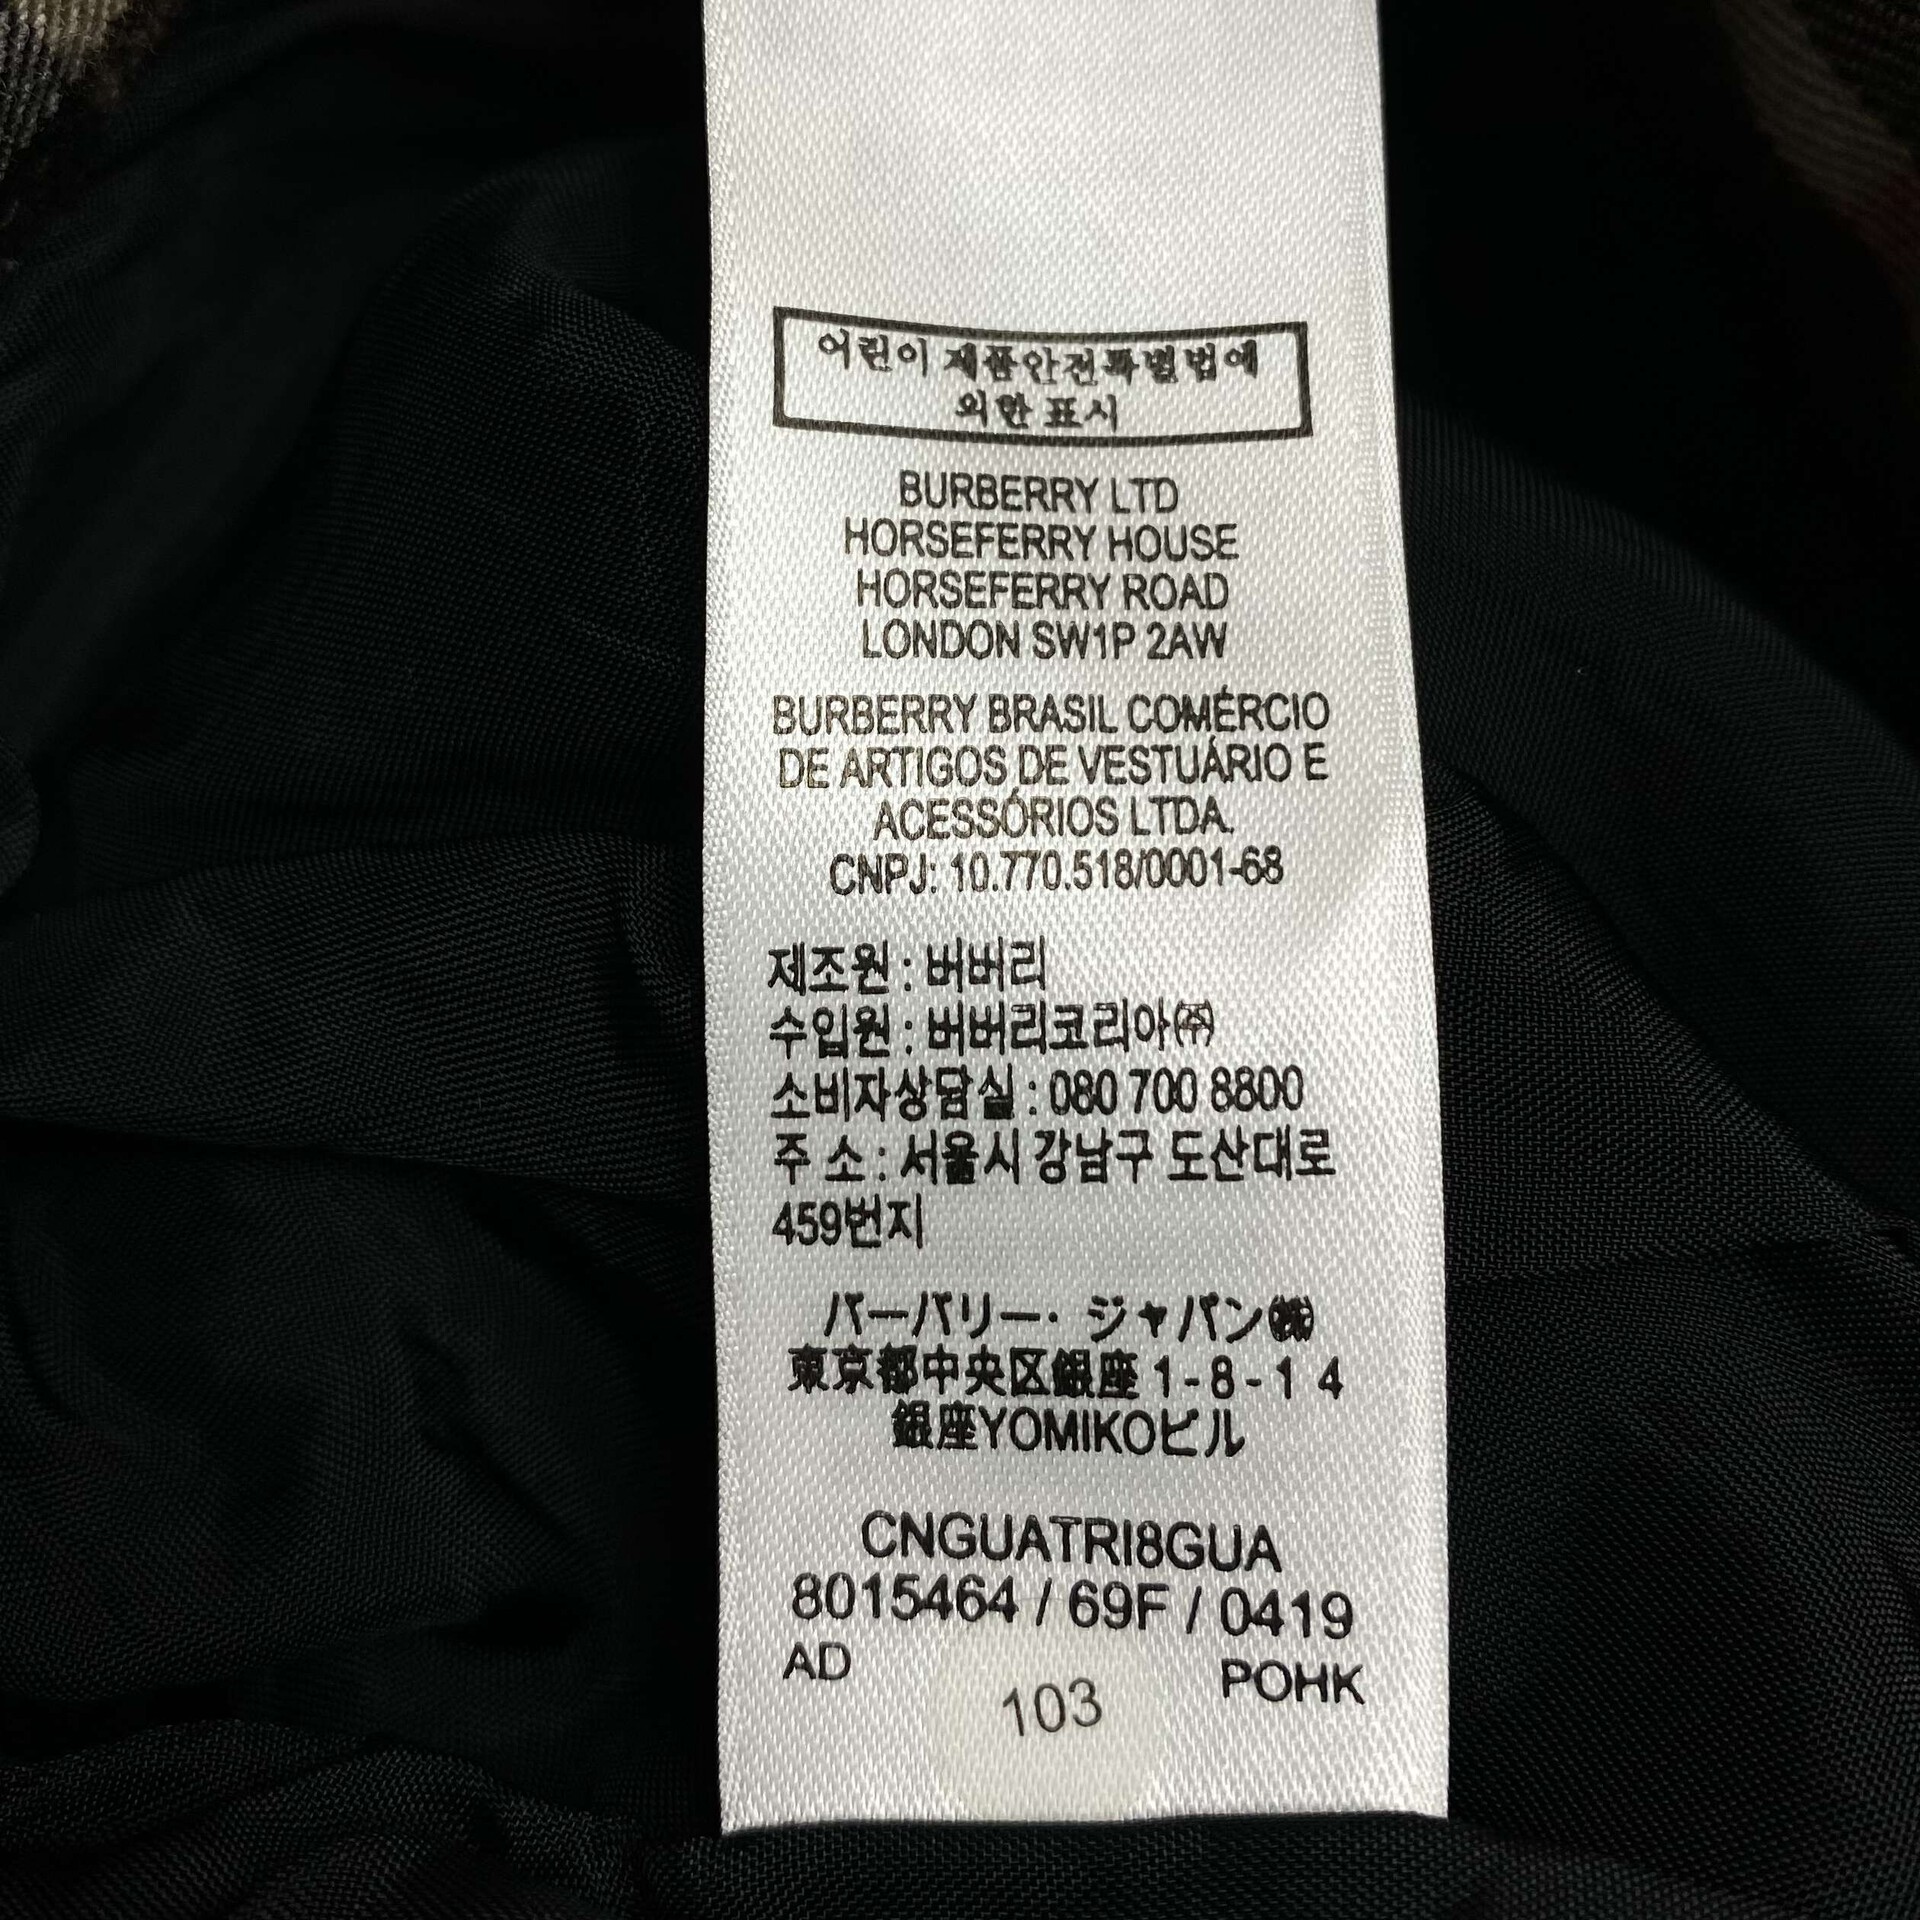 어린이 제품안전특별법에
의한 표시
BURBERRY LTD
HORSEFERRY HOUSE
HORSEFERRY ROAD
LONDON SW1P 2AW
BURBERRY BRASIL COMÉRCIO
DE ARTIGOS DE VESTUÁRIO E
ACESSÓRIOS LTDA.
CNPJ: 10.770.518/0001-68
제조원 : 버버리
수입원 : 버버리코리아㈜
소비자상담실 : 080 700 8800
주 소 : 서울시 강남구 도산대로
459번지
バーバリー・ジャパン㈱
東京都中央区銀座 1 - 8 - 1 4
銀座YOMIKOビル
CNGUATRI8GUA
8015464 / 69F / 0419
AD POHK
103